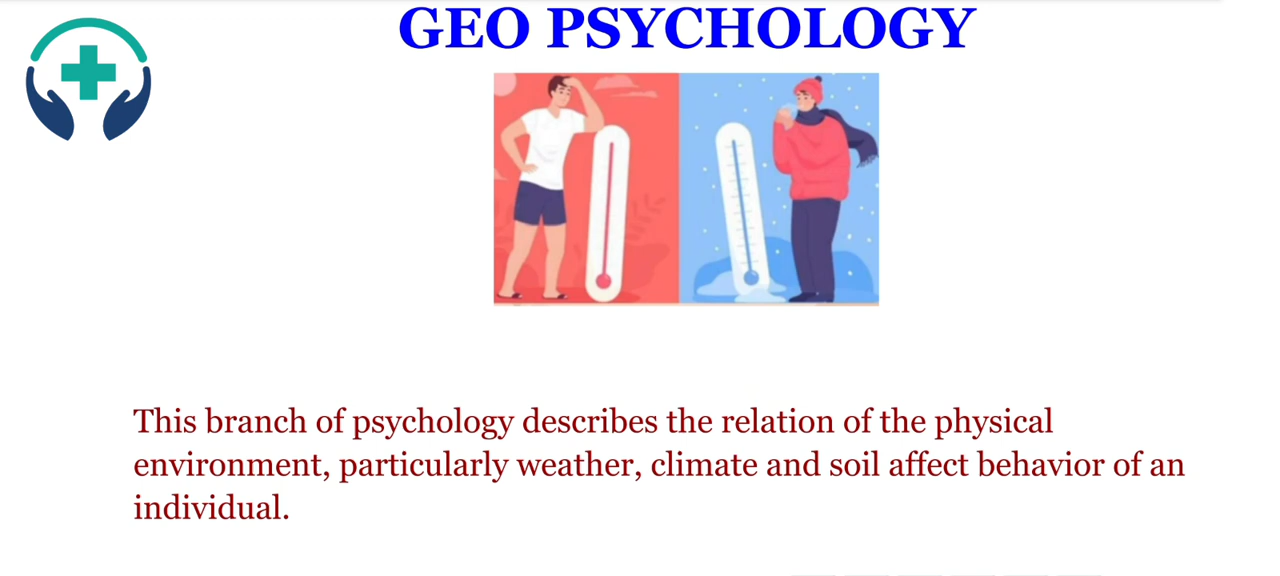 GEO PSYCHOLOGY
This branch of psychology describes the relation of the physical
environment, particularly weather, climate and soil affect behavior of an
individual.